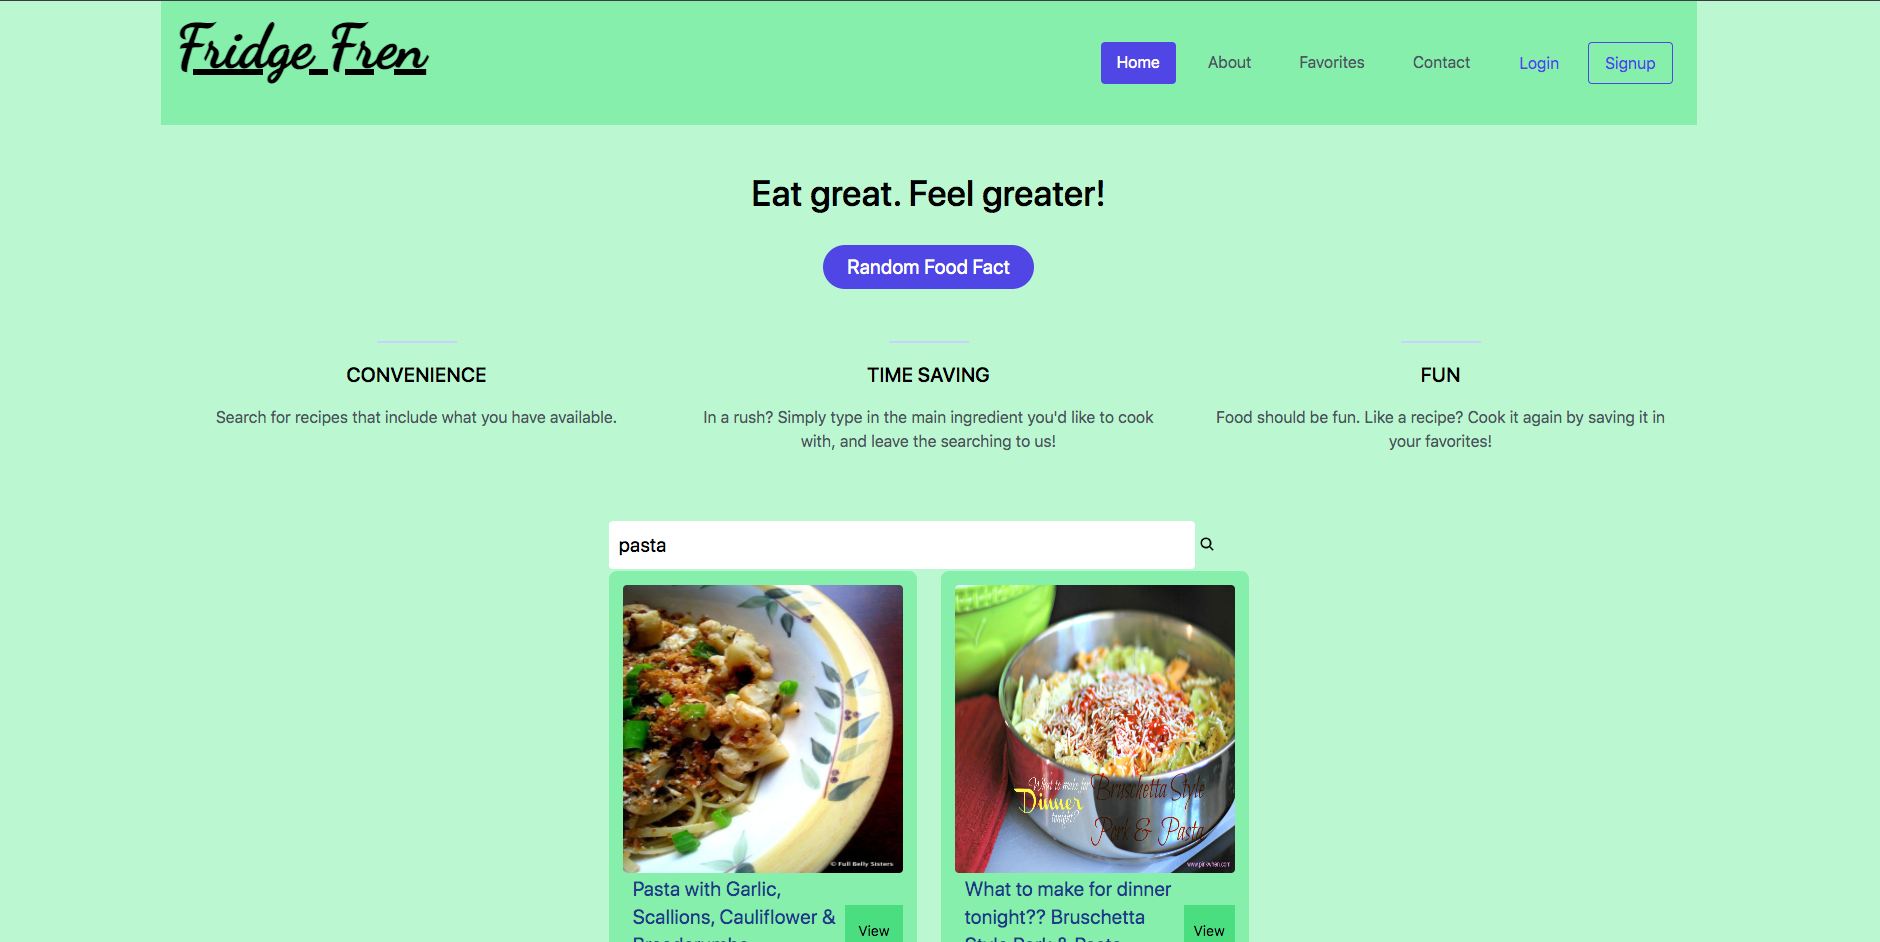 Fridge Fren
Home
About
Favorites
Contact
Login
Signup
Eat great. Feel greater!
Random Food Fact
CONVENIENCE
Search for recipes that include what you have available.
TIME SAVING
In a rush? Simply type in the main ingredient you'd like to cook
with, and leave the searching to us!
FUN
Food should be fun. Like a recipe? Cook it again by saving it in
your favorites!
pasta
© Full Belly Sisters
What to make for
Dinner
tonight?
Bruschetta Style
Pork & Pasta
Pasta with Garlic,
Scallions, Cauliflower &
View
What to make for dinner
tonight?? Bruschetta
Style Pork & Pasta
View